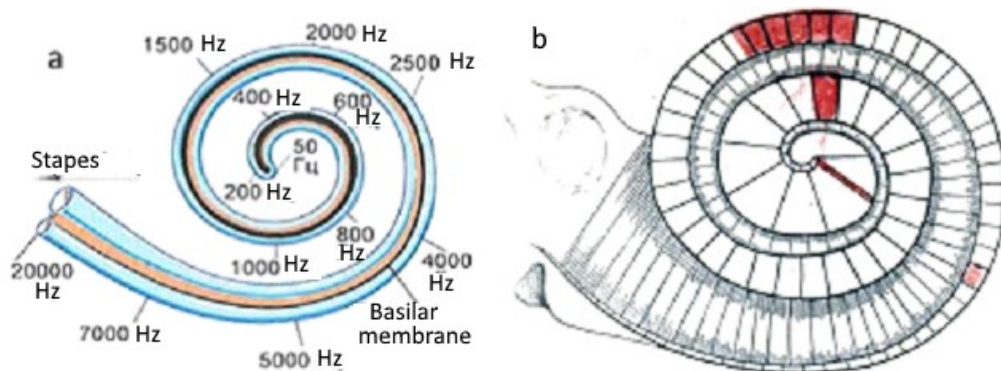 a
b
1500 Hz
2000 Hz
2500 Hz
400 Hz
600
Hz
50
Гц
200 Hz
Stapes
20000
Hz
7000 Hz
5000 Hz
1000 Hz
800
Hz
4000
Hz
Basilar
membrane